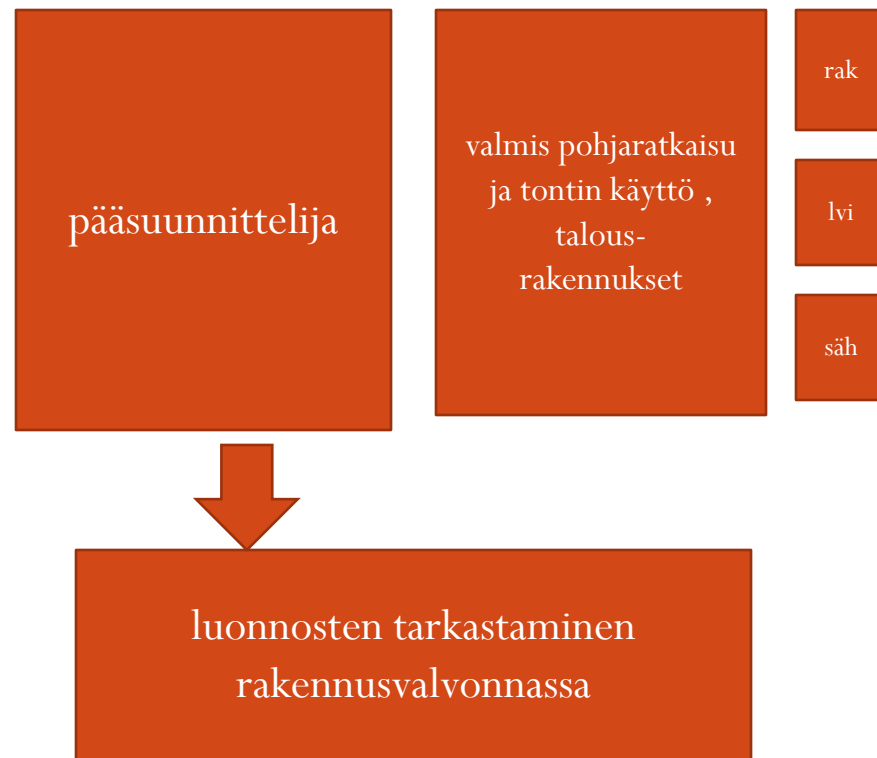 pääsuunnittelija
valmis pohjaratkaisu
ja tontin käyttö ,
talous-
rakennukset
rak
lvi
säh
luonnosten tarkastaminen
rakennusvalvonnassa